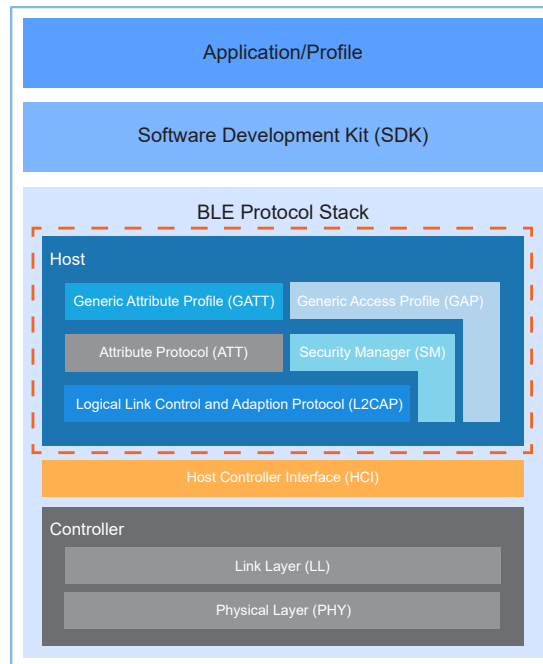 Application/Profile
Software Development Kit (SDK)
BLE Protocol Stack
Host
Generic Attribute Profile (GATT)
Generic Access Profile (GAP)
Attribute Protocol (ATT)
Security Manager (SM)
Logical Link Control and Adaption Protocol (L2CAP)
Host Controller Interface (HCI)
Controller
Link Layer (LL)
Physical Layer (PHY)